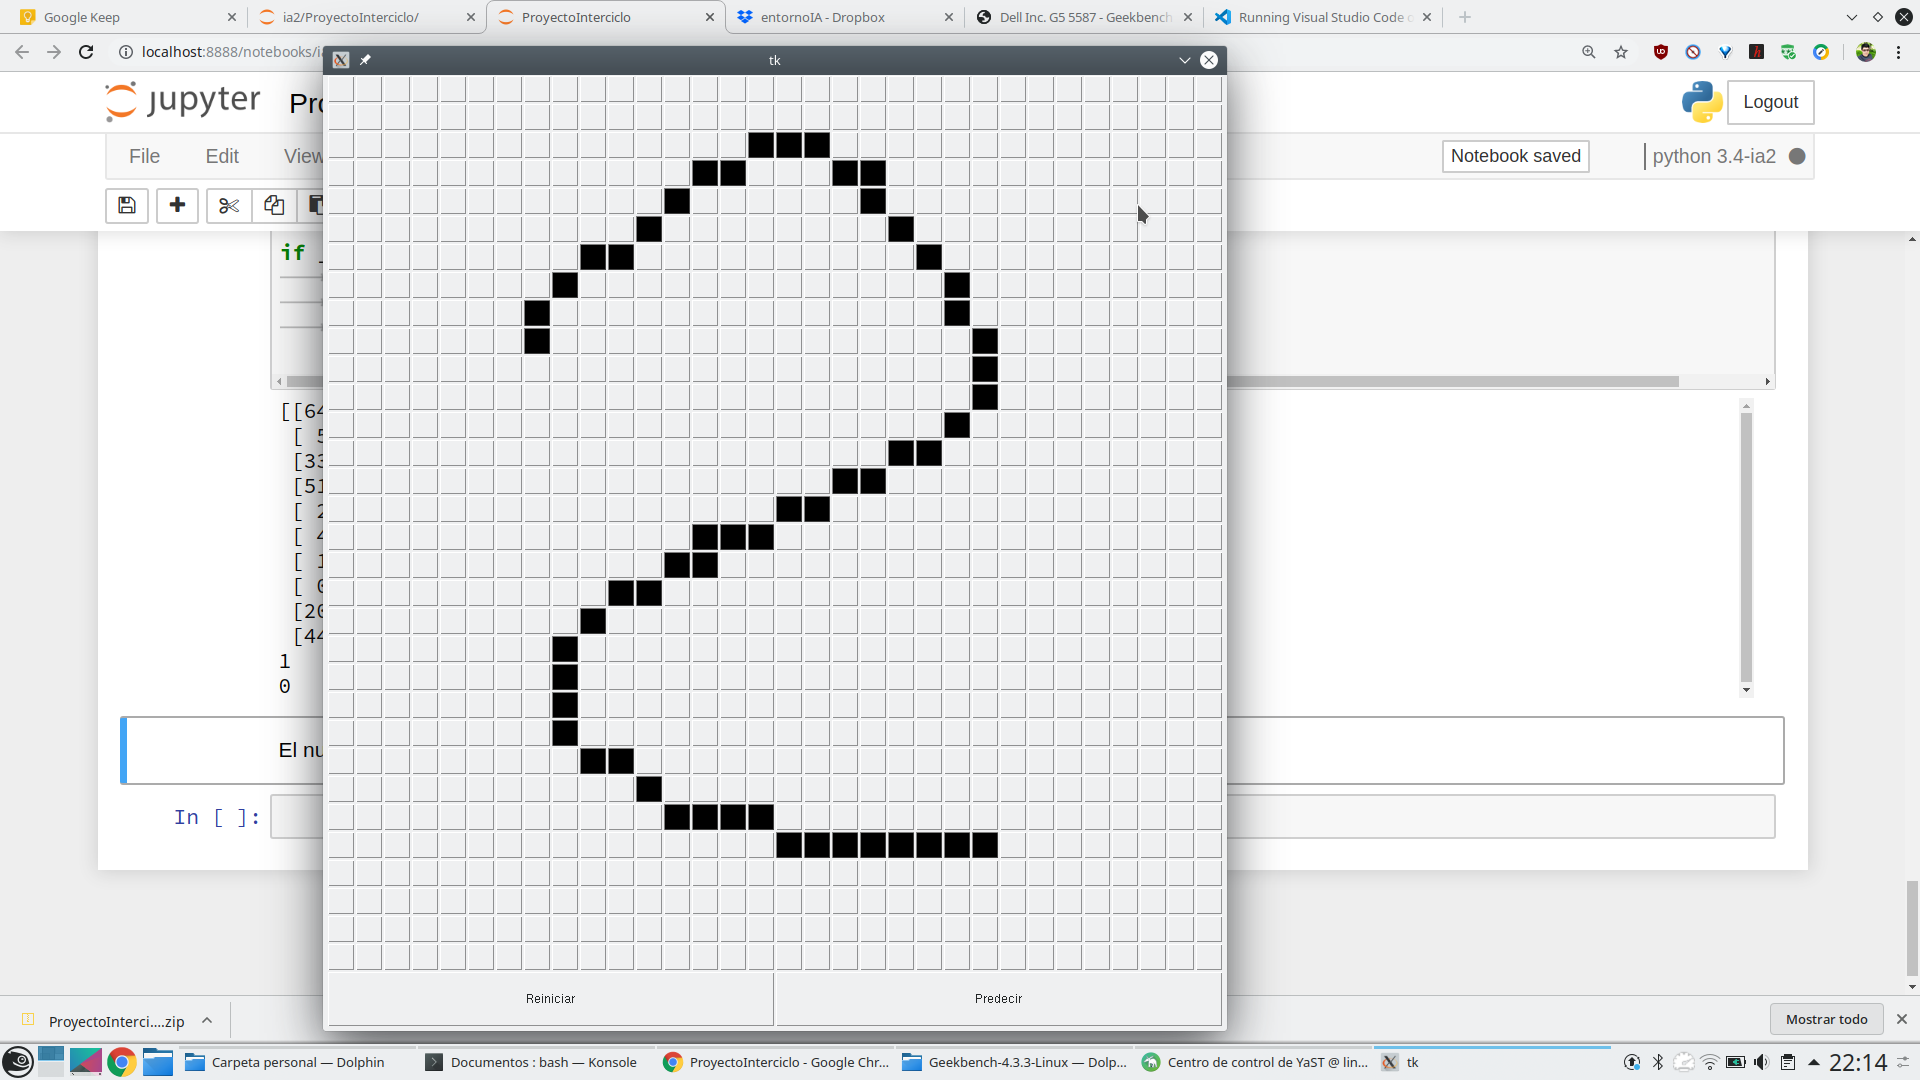 Google Keep
ia2/ProyectoInterciclo/
ProyectoInterciclo
entornoIA - Dropbox
Dell Inc. G5 5587 - Geekbench
Running Visual Studio Code
localhost:8888/notebooks/i
tk
jupyter
Logout
File Edit View
Notebook saved
python 3.4-ia2
if
[[64
[ 5
[33
[51
[ 2
[ 4
[ 1
[ 0
[20
[44
1
0
El nu
In [ ]:
Reiniciar
Predecir
ProyectoInterci....zip
Mostrar todo
Carpeta personal — Dolphin
Documentos : bash — Konsole
ProyectoInterciclo - Google Chr...
Geekbench-4.3.3-Linux — Dolp...
Centro de control de YaST @ lin...
tk
22:14